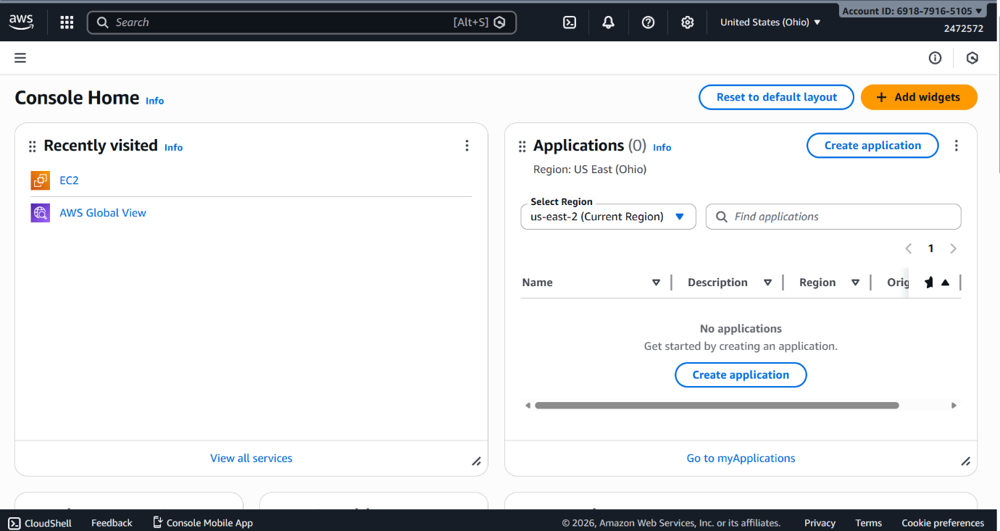 aws
Search
[Alt+S]
United States (Ohio)
Account ID: 6918-7916-5105
2472572
Console Home Info
Reset to default layout
Add widgets
Recently visited Info
EC2
AWS Global View
View all services
Applications (0) Info
Create application
Region: US East (Ohio)
Select Region
us-east-2 (Current Region)
Find applications
1
Name Description Region Orig
No applications
Get started by creating an application.
Create application
Go to myApplications
CloudShell Feedback Console Mobile App © 2026, Amazon Web Services, Inc. or its affiliates. Privacy Terms Cookie preferences